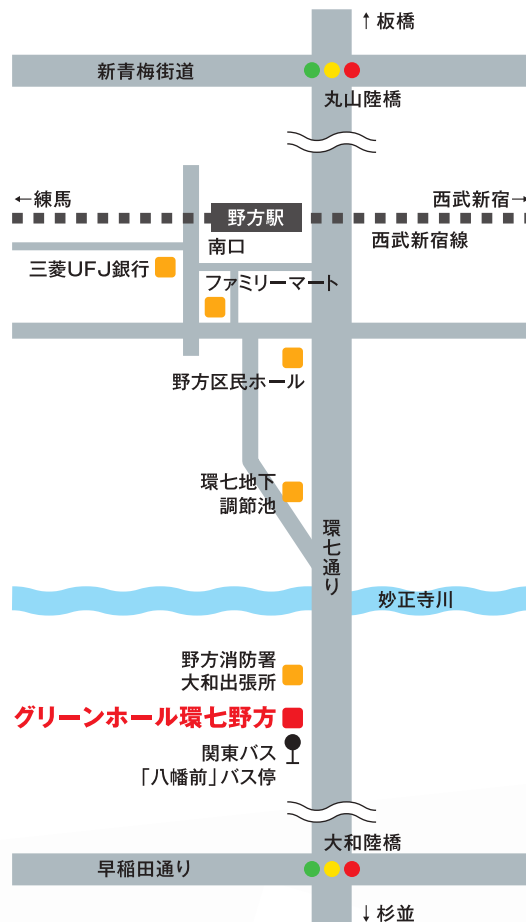 ↑板橋
新青梅街道
丸山陸橋
←練馬
西武新宿→
野方駅
南口
西武新宿線
三菱UFJ銀行
ファミリーマート
野方区民ホール
環七地下
調節池
環七通り
妙正寺川
野方消防署
大和出張所
グリーンホール環七野方
関東バス
「八幡前」バス停
大和陸橋
早稲田通り
↓杉並